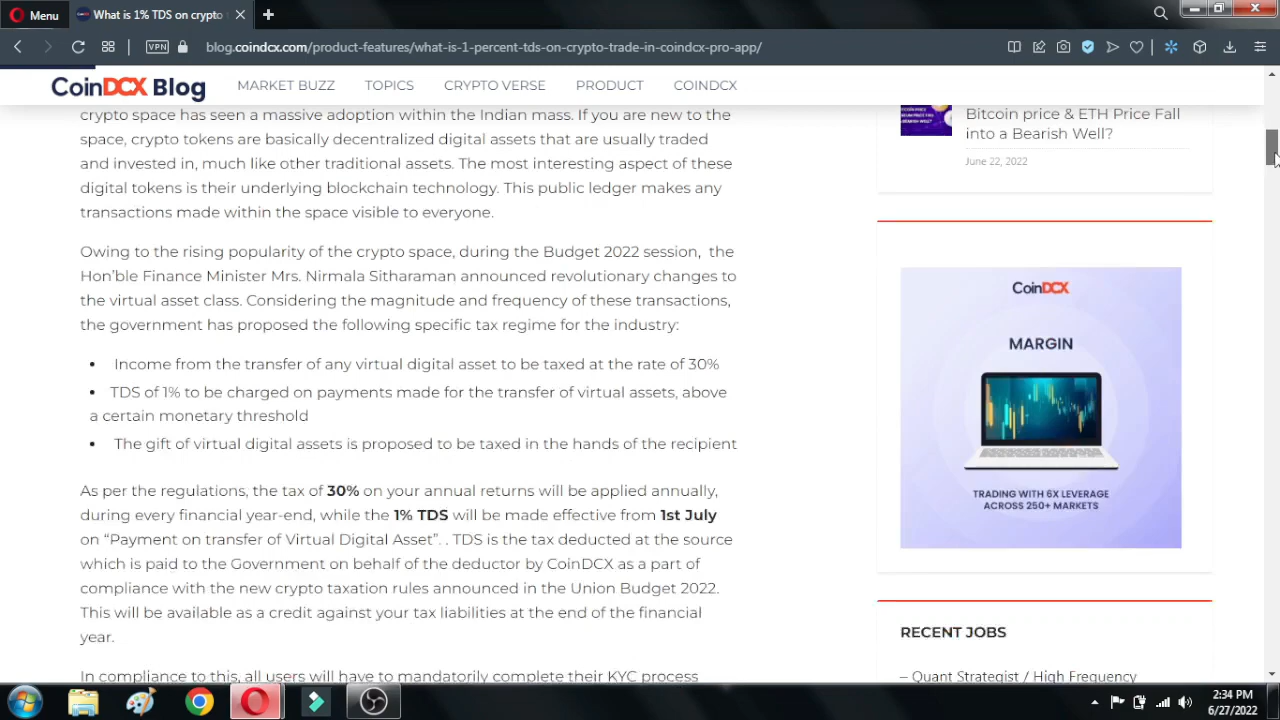 Menu
What is 1% TDS on crypto
VPN
blog.coindcx.com/product-features/what-is-1-percent-tds-on-crypto-trade-in-coindcx-pro-app/
CoinDCX Blog
MARKET BUZZ
TOPICS
CRYPTO VERSE
PRODUCT
COINDCX
crypto space has seen a massive adoption within the Indian mass. If you are new to the
space, crypto tokens are basically decentralized digital assets that are usually traded
and invested in, much like other traditional assets. The most interesting aspect of these
digital tokens is their underlying blockchain technology. This public ledger makes any
transactions made within the space visible to everyone.
Owing to the rising popularity of the crypto space, during the Budget 2022 session, the
Hon’ble Finance Minister Mrs. Nirmala Sitharaman announced revolutionary changes to
the virtual asset class. Considering the magnitude and frequency of these transactions,
the government has proposed the following specific tax regime for the industry:
• Income from the transfer of any virtual digital asset to be taxed at the rate of 30%
• TDS of 1% to be charged on payments made for the transfer of virtual assets, above
a certain monetary threshold
• The gift of virtual digital assets is proposed to be taxed in the hands of the recipient
As per the regulations, the tax of 30% on your annual returns will be applied annually,
during every financial year-end, while the 1% TDS will be made effective from 1st July
on “Payment on transfer of Virtual Digital Asset”. . TDS is the tax deducted at the source
which is paid to the Government on behalf of the deductor by CoinDCX as a part of
compliance with the new crypto taxation rules announced in the Union Budget 2022.
This will be available as a credit against your tax liabilities at the end of the financial
year.
In compliance to this, all users will have to mandatorily complete their KYC process
Bitcoin price & ETH Price Fall
into a Bearish Well?
June 22, 2022
CoinDCX
MARGIN
TRADING WITH 6X LEVERAGE
ACROSS 250+ MARKETS
RECENT JOBS
– Quant Strategist / High Frequency
2:34 PM
6/27/2022